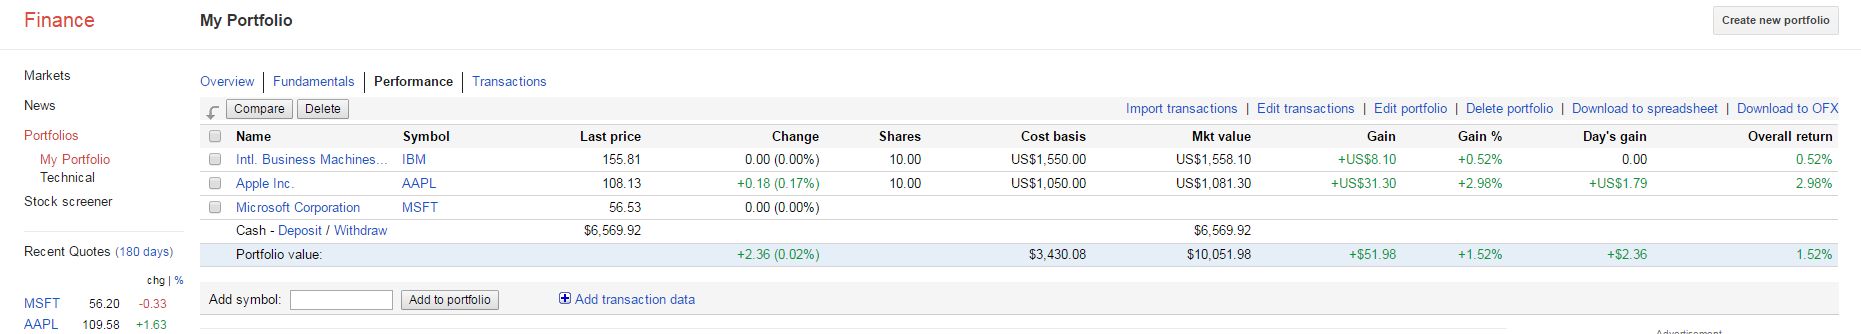 Finance
My Portfolio
Create new portfolio
Markets
News
Portfolios
My Portfolio
Technical
Stock screener
Recent Quotes (180 days)
chg | %
MSFT 56.20 -0.33
AAPL 109.58 +1.63
Overview | Fundamentals | Performance | Transactions
Compare Delete Import transactions | Edit transactions | Edit portfolio | Delete portfolio | Download to spreadsheet | Download to OFX
Name Symbol Last price Change Shares Cost basis Mkt value Gain Gain % Day's gain Overall return
Intl. Business Machines... IBM 155.81 0.00 (0.00%) 10.00 US$1,550.00 US$1,558.10 +US$8.10 +0.52% 0.00 0.52%
Apple Inc. AAPL 108.13 +0.18 (0.17%) 10.00 US$1,050.00 US$1,081.30 +US$31.30 +2.98% +US$1.79 2.98%
Microsoft Corporation MSFT 56.53 0.00 (0.00%)
Cash - Deposit / Withdraw $6,569.92 $6,569.92
Portfolio value: +2.36 (0.02%) $3,430.08 $10,051.98 +$51.98 +1.52% +$2.36 1.52%
Add symbol: Add to portfolio Add transaction data
Advertisement